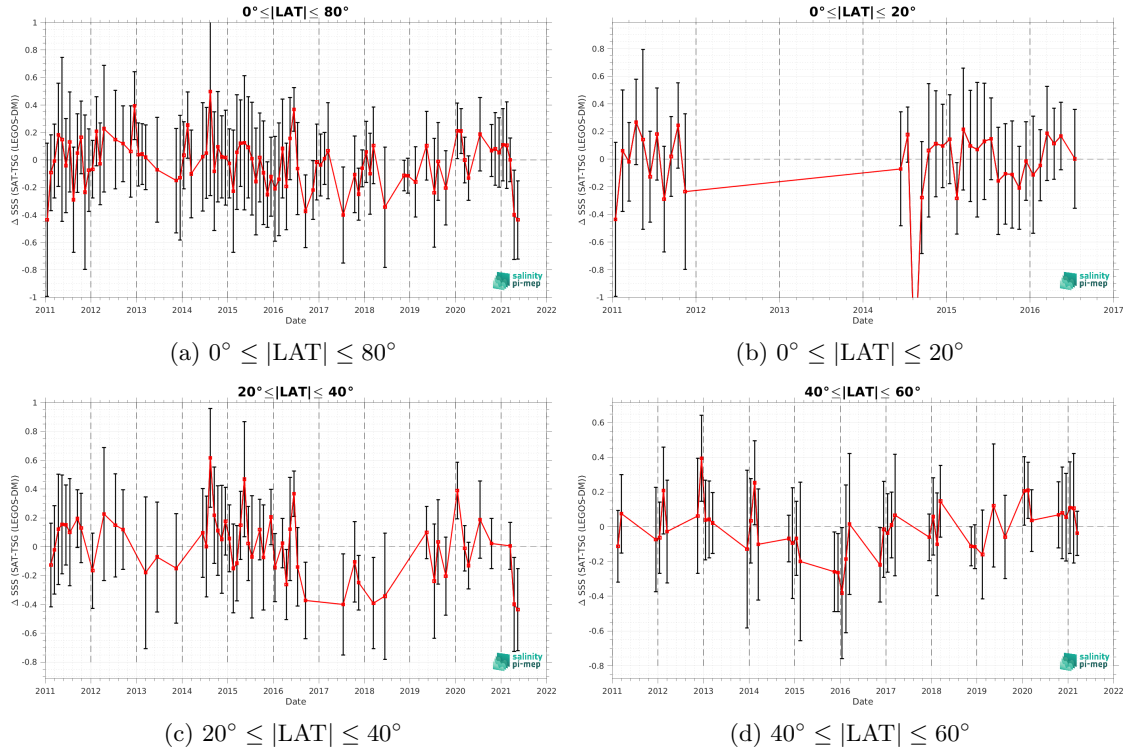 0°≤|LAT|≤ 80°
1
0.8
0.6
0.4
0.2
0
-0.2
-0.4
-0.6
-0.8
-1
Δ SSS (SAT-TSG (LEGOS-DM))
2011 2012 2013 2014 2015 2016 2017 2018 2019 2020 2021 2022
Date
salinity
pi-mep
(a) 0° ≤ |LAT| ≤ 80°
0°≤|LAT|≤ 20°
1
0.8
0.6
0.4
0.2
0
-0.2
-0.4
-0.6
-0.8
-1
Δ SSS (SAT-TSG (LEGOS-DM))
2011 2012 2013 2014 2015 2016 2017
Date
salinity
pi-mep
(b) 0° ≤ |LAT| ≤ 20°
20°≤|LAT|≤ 40°
1
0.8
0.6
0.4
0.2
0
-0.2
-0.4
-0.6
-0.8
Δ SSS (SAT-TSG (LEGOS-DM))
2011 2012 2013 2014 2015 2016 2017 2018 2019 2020 2021 2022
Date
salinity
pi-mep
(c) 20° ≤ |LAT| ≤ 40°
40°≤|LAT|≤ 60°
0.6
0.4
0.2
0
-0.2
-0.4
-0.6
-0.8
Δ SSS (SAT-TSG (LEGOS-DM))
2011 2012 2013 2014 2015 2016 2017 2018 2019 2020 2021 2022
Date
salinity
pi-mep
(d) 40° ≤ |LAT| ≤ 60°